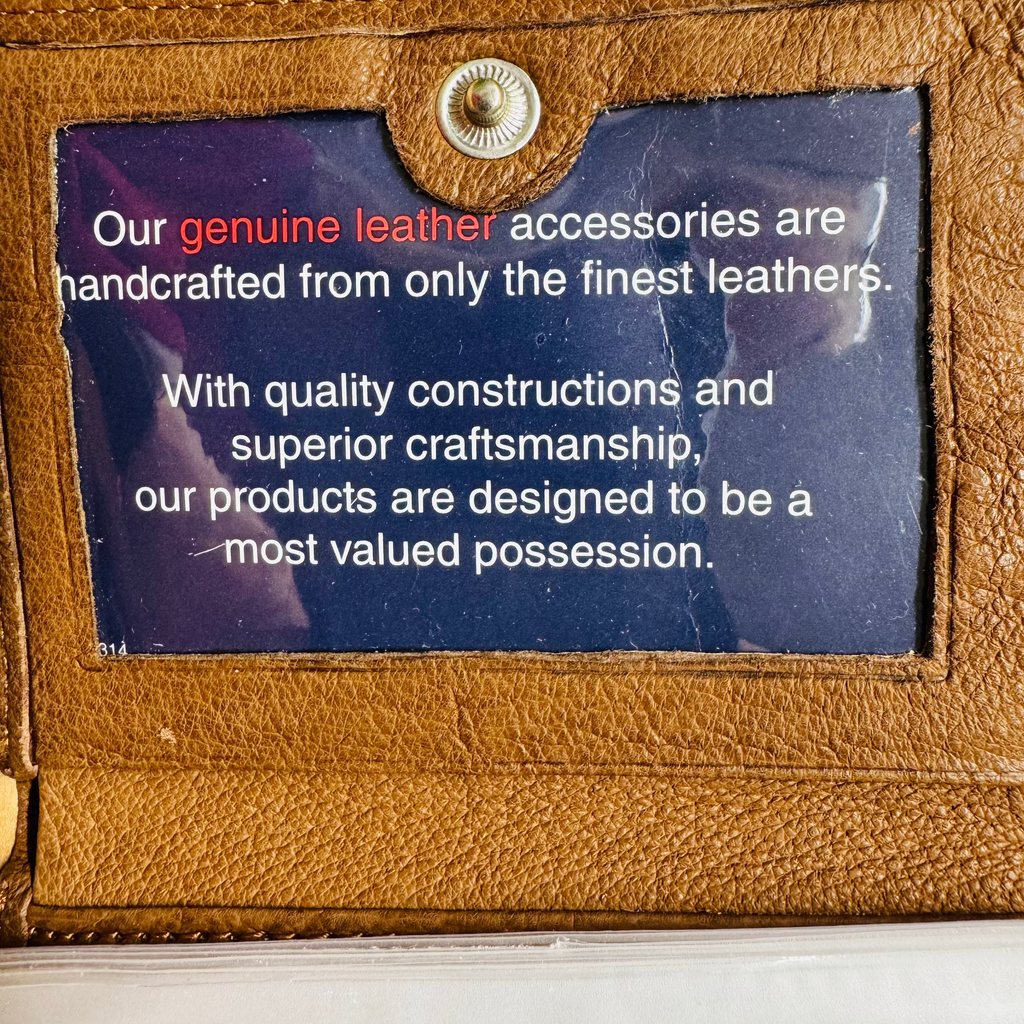 Our genuine leather accessories are
handcrafted from only the finest leathers.
With quality constructions and
superior craftsmanship,
our products are designed to be a
most valued possession.
314